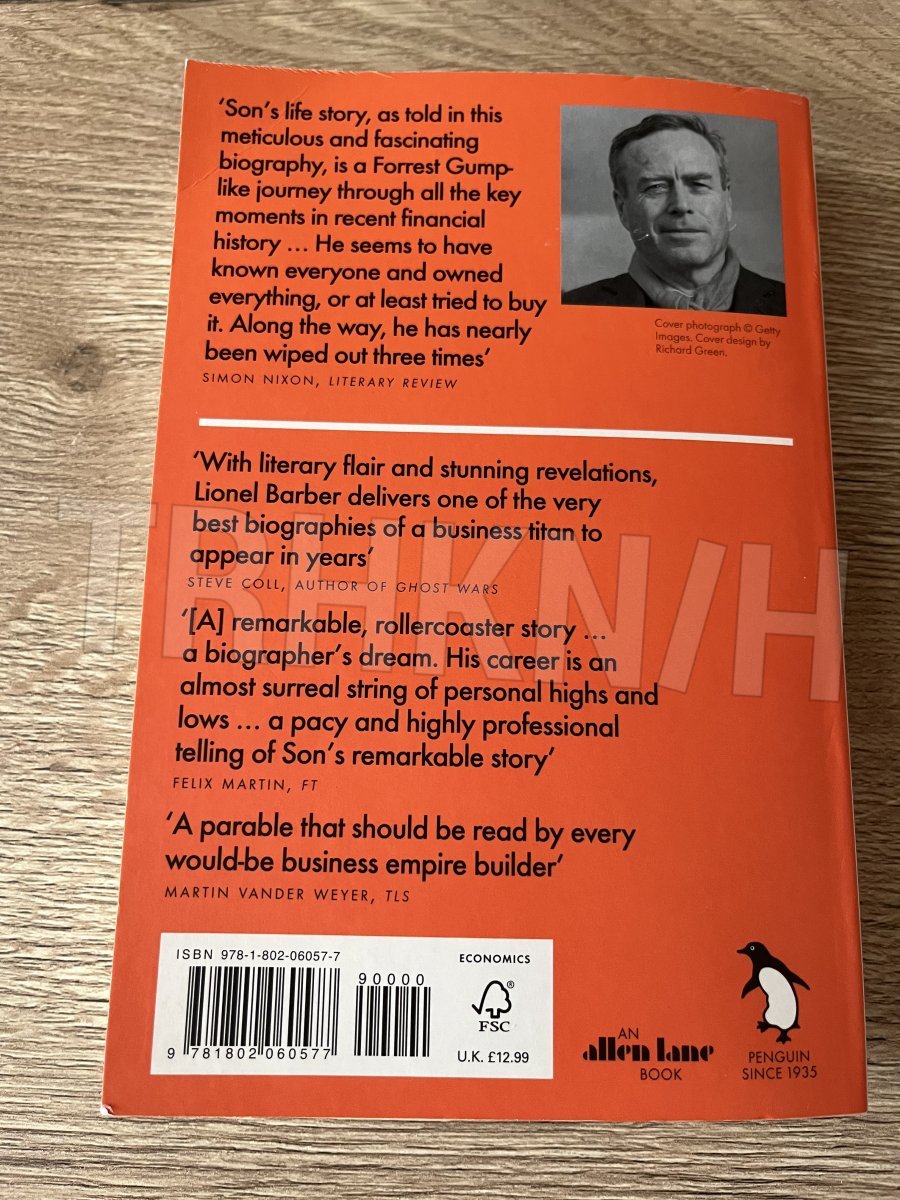 'Son's life story, as told in this
meticulous and fascinating
biography, is a Forrest Gump-
like journey through all the key
moments in recent financial
history ... He seems to have
known everyone and owned
everything, or at least tried to buy
it. Along the way, he has nearly
been wiped out three times'
SIMON NIXON, LITERARY REVIEW
Cover photograph © Getty
Images. Cover design by
Richard Green.
'With literary flair and stunning revelations,
Lionel Barber delivers one of the very
best biographies of a business titan to
appear in years'
STEVE COLL, AUTHOR OF GHOST WARS
'[A] remarkable, rollercoaster story ...
a biographer's dream. His career is an
almost surreal string of personal highs and
lows ... a pacy and highly professional
telling of Son's remarkable story'
FELIX MARTIN, FT
'A parable that should be read by every
would-be business empire builder'
MARTIN VANDER WEYER, TLS
ISBN 978-1-802-06057-7
90000
9 781802 060577
ECONOMICS
®
FSC
U.K. £12.99
AN
allen lane
BOOK
PENGUIN
SINCE 1935
TBHKN/H